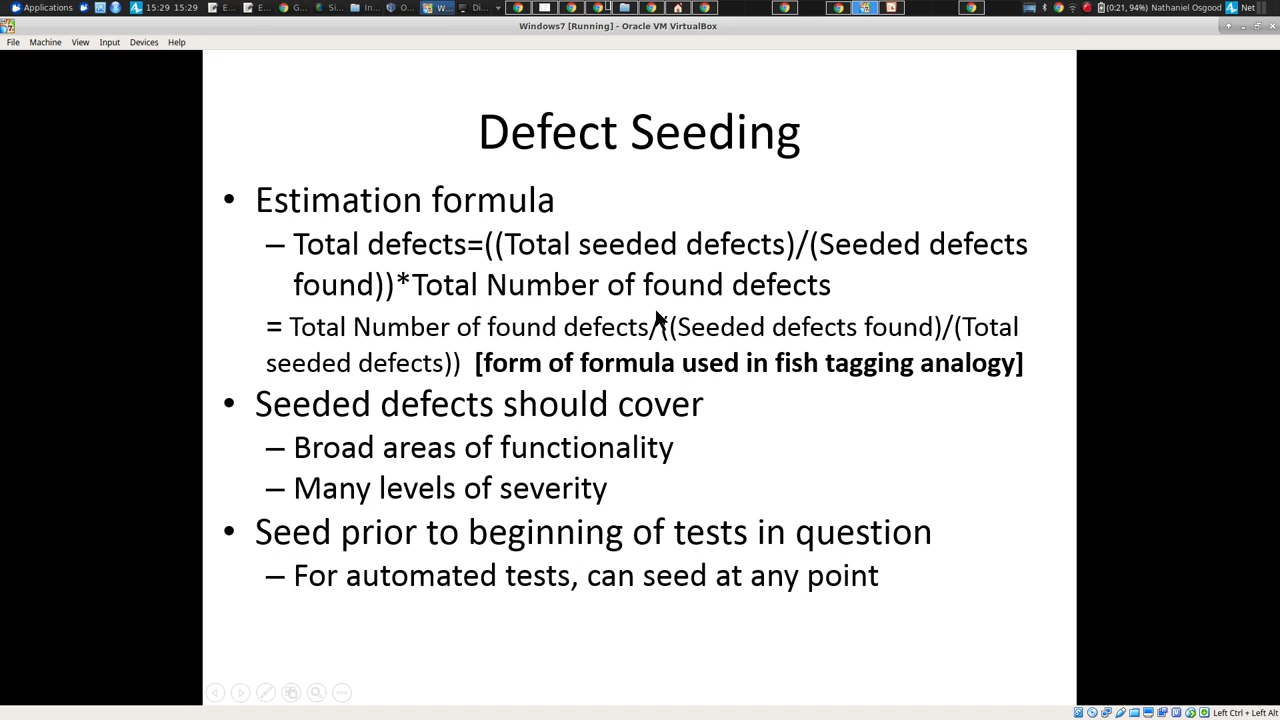 Applications 15:29 15:29 E... E... C... G... Si... In... O... W... Di... (0:21, 94%) Nathaniel Osgood Net
Windows7 [Running] - Oracle VM VirtualBox
File Machine View Input Devices Help
Defect Seeding
• Estimation formula
– Total defects=((Total seeded defects)/(Seeded defects
found))*Total Number of found defects
= Total Number of found defects/((Seeded defects found)/(Total
seeded defects)) [form of formula used in fish tagging analogy]
• Seeded defects should cover
– Broad areas of functionality
– Many levels of severity
• Seed prior to beginning of tests in question
– For automated tests, can seed at any point
Left Ctrl + Left Alt